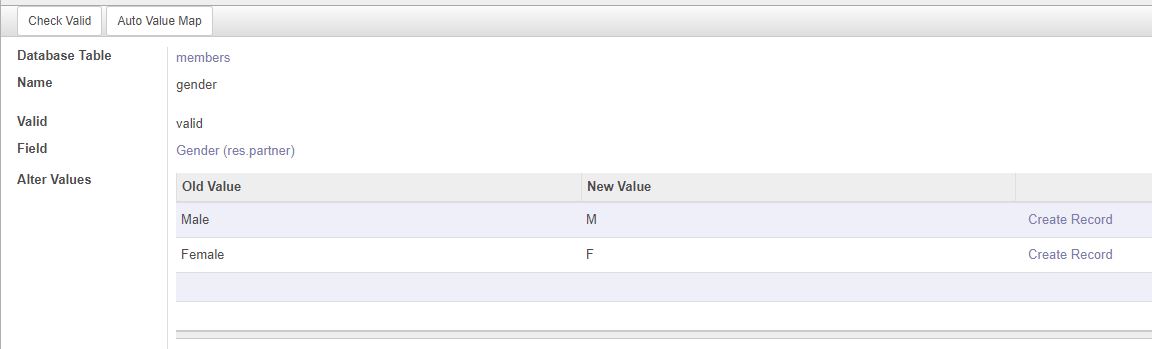 Check Valid Auto Value Map
Database Table members
Name gender
Valid valid
Field Gender (res.partner)
Alter Values
Old Value New Value
Male M Create Record
Female F Create Record